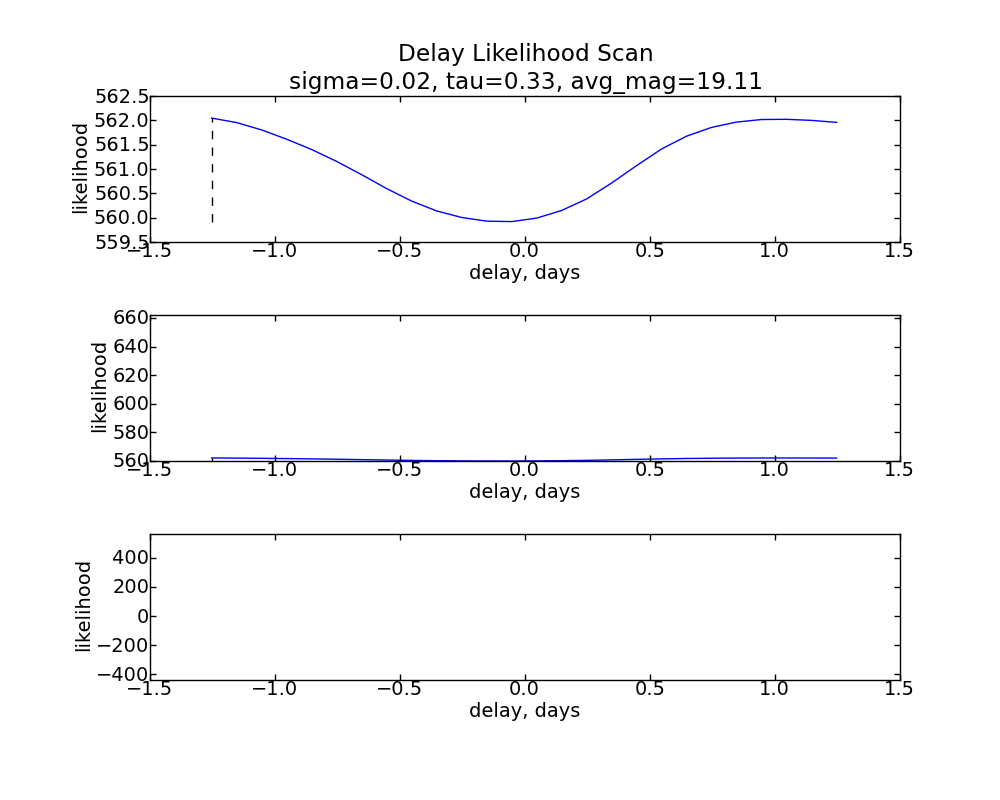 Delay Likelihood Scan
sigma=0.02, tau=0.33, avg_mag=19.11
562.5
562.0
561.5
561.0
560.5
560.0
559.5
likelihood
−1.5 −1.0 −0.5 0.0 0.5 1.0 1.5
delay, days
660
640
620
600
580
560
likelihood
−1.5 −1.0 −0.5 0.0 0.5 1.0 1.5
delay, days
400
200
0
−200
−400
likelihood
−1.5 −1.0 −0.5 0.0 0.5 1.0 1.5
delay, days